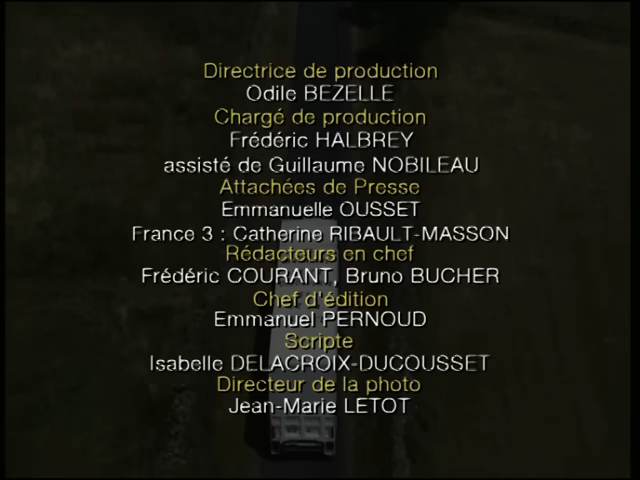 Directrice de production
Odile BEZELLE
Chargé de production
Frédéric HALBREY
assisté de Guillaume NOBILEAU
Attachées de Presse
Emmanuelle OUSSET
France 3 : Catherine RIBAULT-MASSON
Rédacteurs en chef
Frédéric COURANT, Bruno BUCHER
Chef d'édition
Emmanuel PERNOUD
Scripte
Isabelle DELACROIX-DUCOUSSET
Directeur de la photo
Jean-Marie LETOT